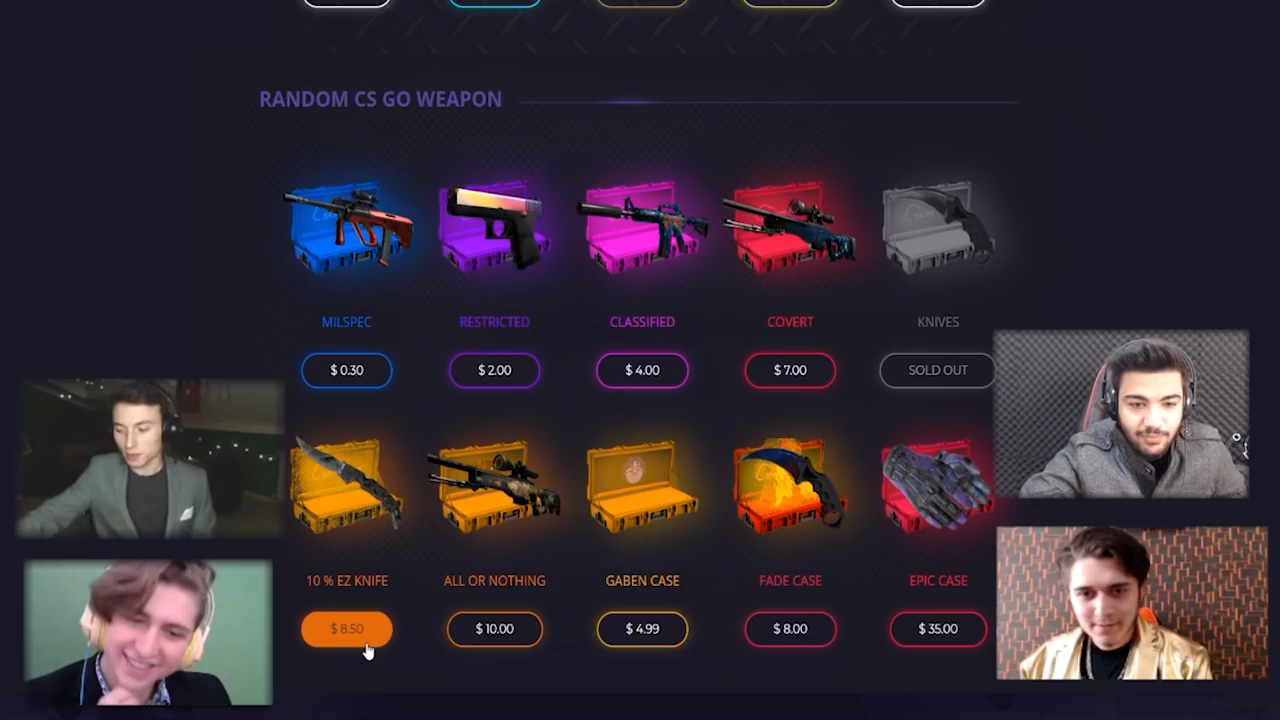 RANDOM CS GO WEAPON
MILSPEC RESTRICTED CLASSIFIED COVERT KNIVES
$ 0.30 $ 2.00 $ 4.00 $ 7.00 SOLD OUT
10 % EZ KNIFE ALL OR NOTHING GABEN CASE FADE CASE EPIC CASE
$ 8.50 $ 10.00 $ 4.99 $ 8.00 $ 35.00